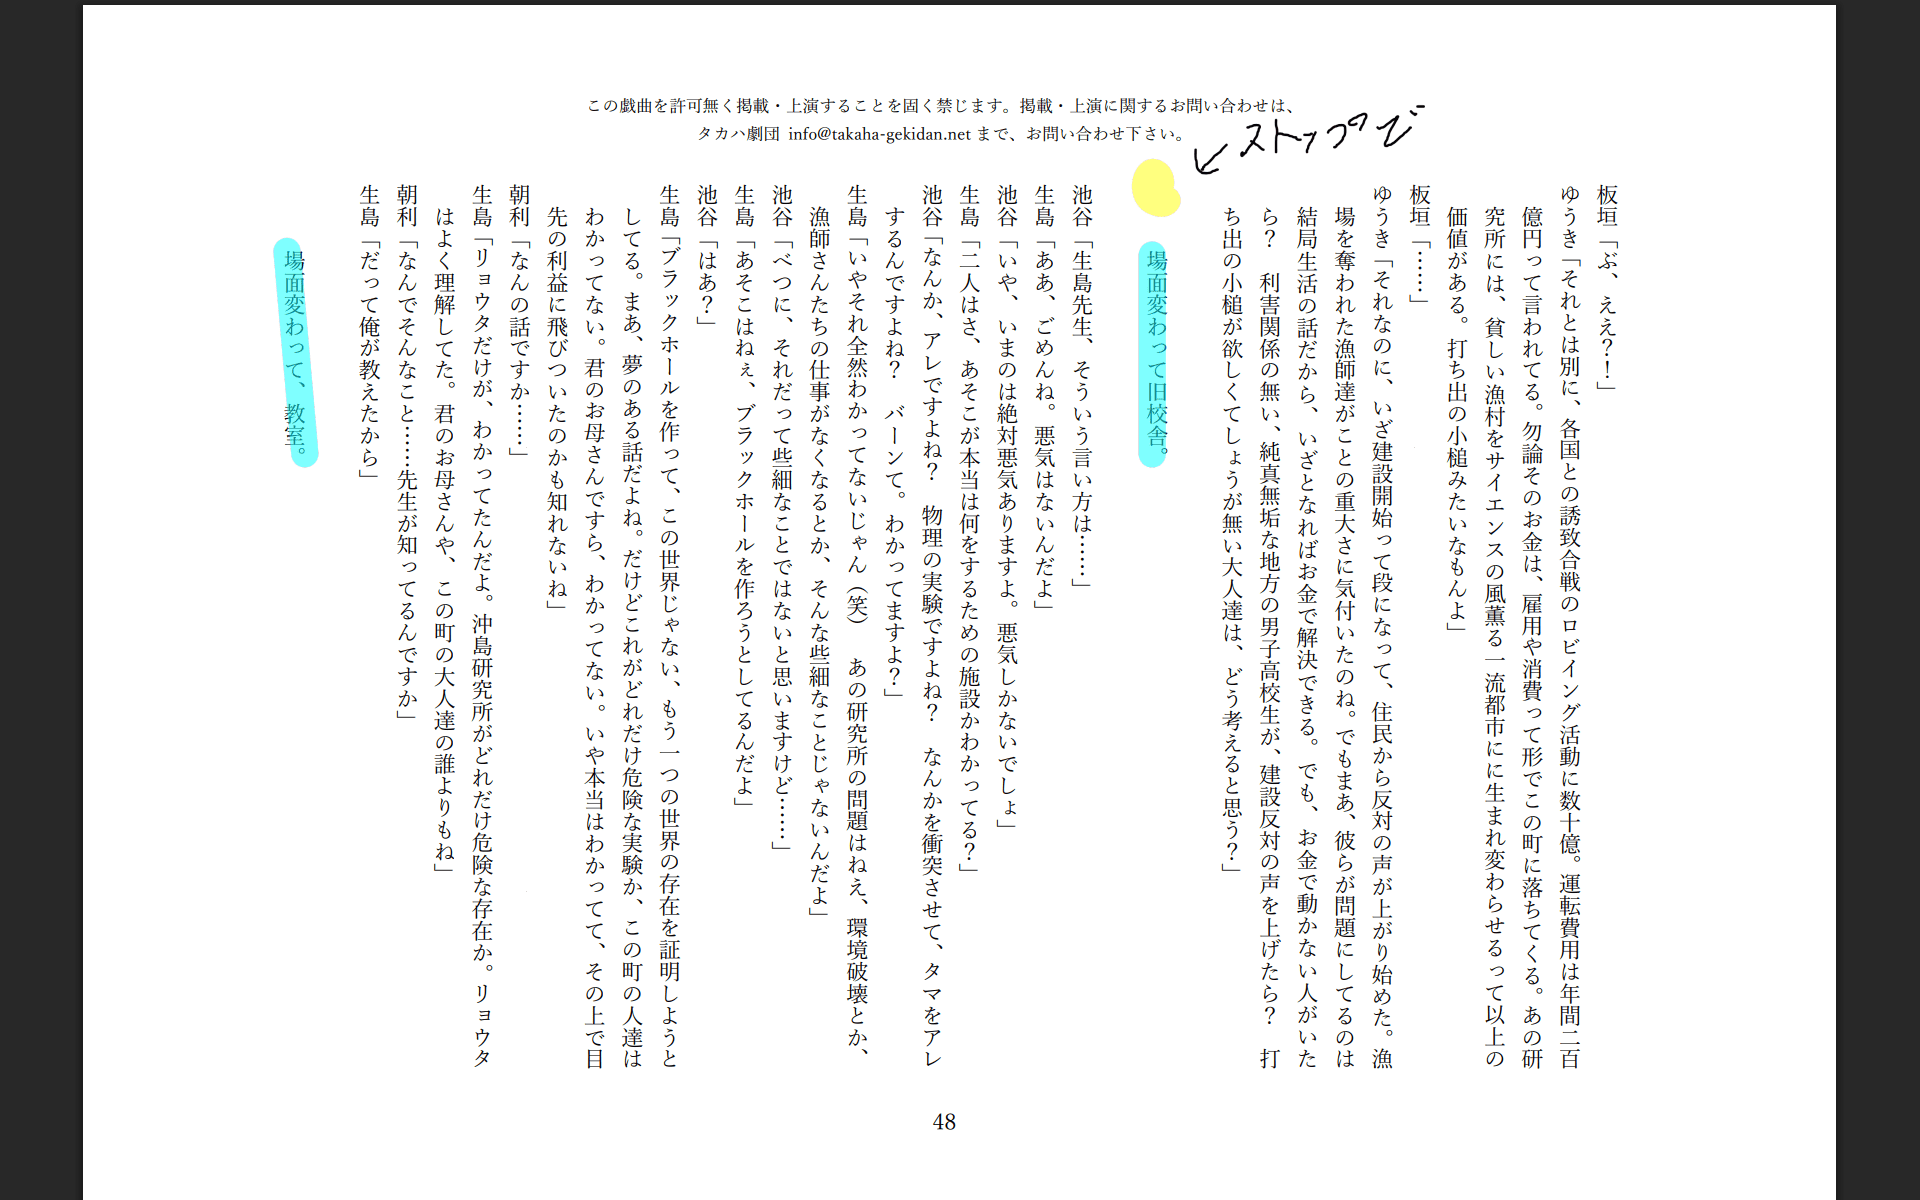 この戯曲を許可無く掲載・上演することを固く禁じます。掲載・上演に関するお問い合わせは、
タカハ劇団 info@takaha-gekidan.net まで、お問い合わせ下さい。
ストップので
板垣「ぶ、ええ？！」
ゆうき「それとは別に、各国との誘致合戦のロビイング活動に数十億。運転費用は年間二百
億円って言われてる。勿論そのお金は、雇用や消費って形でこの町に落ちてくる。あの研
究所には、貧しい漁村をサイエンスの風薫る一流都市にに生まれ変わらせるって以上の
価値がある。打ち出の小槌みたいなもんよ」
板垣「……」
ゆうき「それなのに、いざ建設開始って段になって、住民から反対の声が上がり始めた。漁
場を奪われた漁師達がことの重大さに気付いたのね。でもまあ、彼らが問題にしてるのは
結局生活の話だから、いざとなればお金で解決できる。でも、お金で動かない人がいた
ら？　利害関係の無い、純真無垢な地方の男子高校生が、建設反対の声を上げたら？　打
ち出の小槌が欲しくてしょうが無い大人達は、どう考えると思う？」
場面変わって旧校舎。
池谷「生島先生、そういう言い方は……」
生島「ああ、ごめんね。悪気はないんだよ」
池谷「いや、いまのは絶対悪気ありますよ。悪気しかないでしょ」
生島「二人はさ、あそこが本当は何をするための施設かわかってる？」
池谷「なんか、アレですよね？　物理の実験ですよね？　なんかを衝突させて、タマをアレ
するんですよね？　バーンて。わかってますよ？」
生島「いやそれ全然わかってないじゃん（笑）　あの研究所の問題はねえ、環境破壊とか、
漁師さんたちの仕事がなくなるとか、そんな些細なことじゃないんだよ」
池谷「べつに、それだって些細なことではないと思いますけど……」
生島「あそこはねぇ、ブラックホールを作ろうとしてるんだよ」
池谷「はあ？」
生島「ブラックホールを作って、この世界じゃない、もう一つの世界の存在を証明しようと
してる。まあ、夢のある話だよね。だけどこれがどれだけ危険な実験か、この町の人達は
わかってない。君のお母さんですら、わかってない。いや本当はわかってて、その上で目
先の利益に飛びついたのかも知れないね」
朝利「なんの話ですか……」
生島「リョウタだけが、わかってたんだよ。沖島研究所がどれだけ危険な存在か。リョウタ
はよく理解してた。君のお母さんや、この町の大人達の誰よりもね」
朝利「なんでそんなこと……先生が知ってるんですか」
生島「だって俺が教えたから」
場面変わって、教室。
48